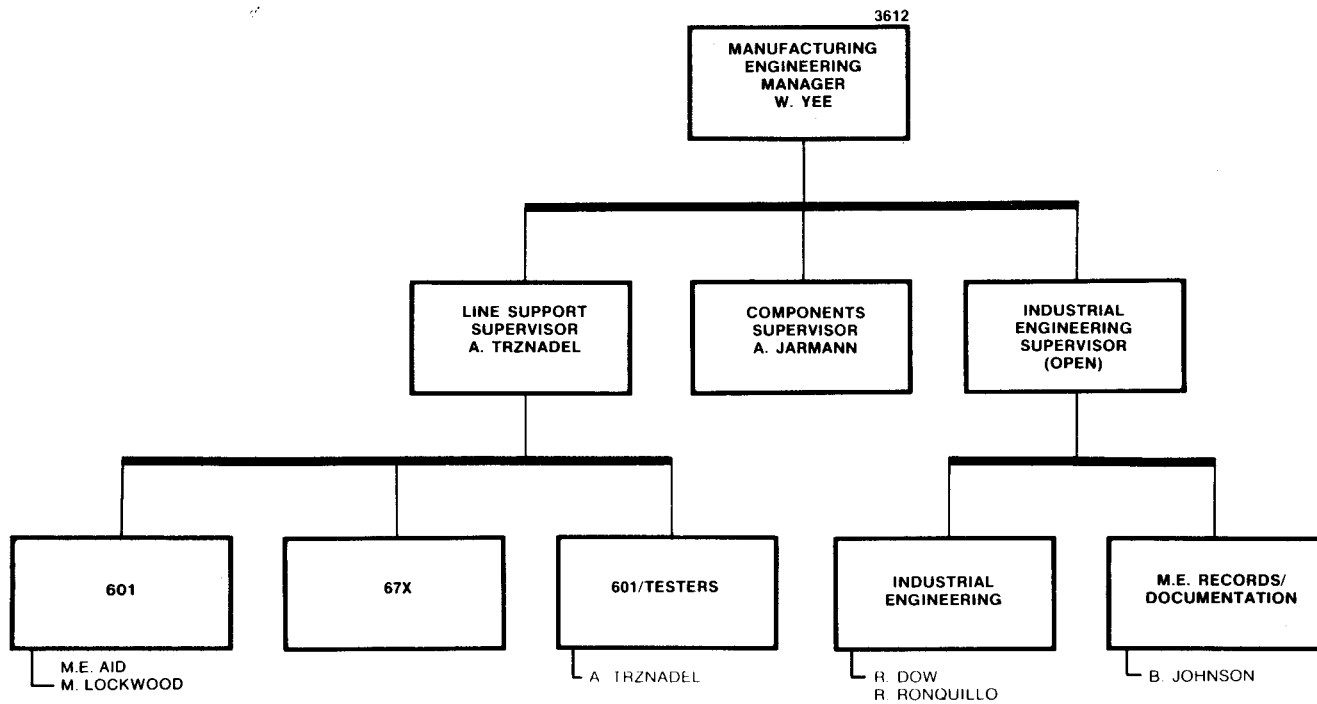 3612
MANUFACTURING
ENGINEERING
MANAGER
W. YEE
LINE SUPPORT
SUPERVISOR
A. TRZNADEL
COMPONENTS
SUPERVISOR
A. JARMANN
INDUSTRIAL
ENGINEERING
SUPERVISOR
(OPEN)
601
M.E. AID
M. LOCKWOOD
67X
601/TESTERS
A. TRZNADEL
INDUSTRIAL
ENGINEERING
R. DOW
R. RONQUILLO
M.E. RECORDS/
DOCUMENTATION
B. JOHNSON